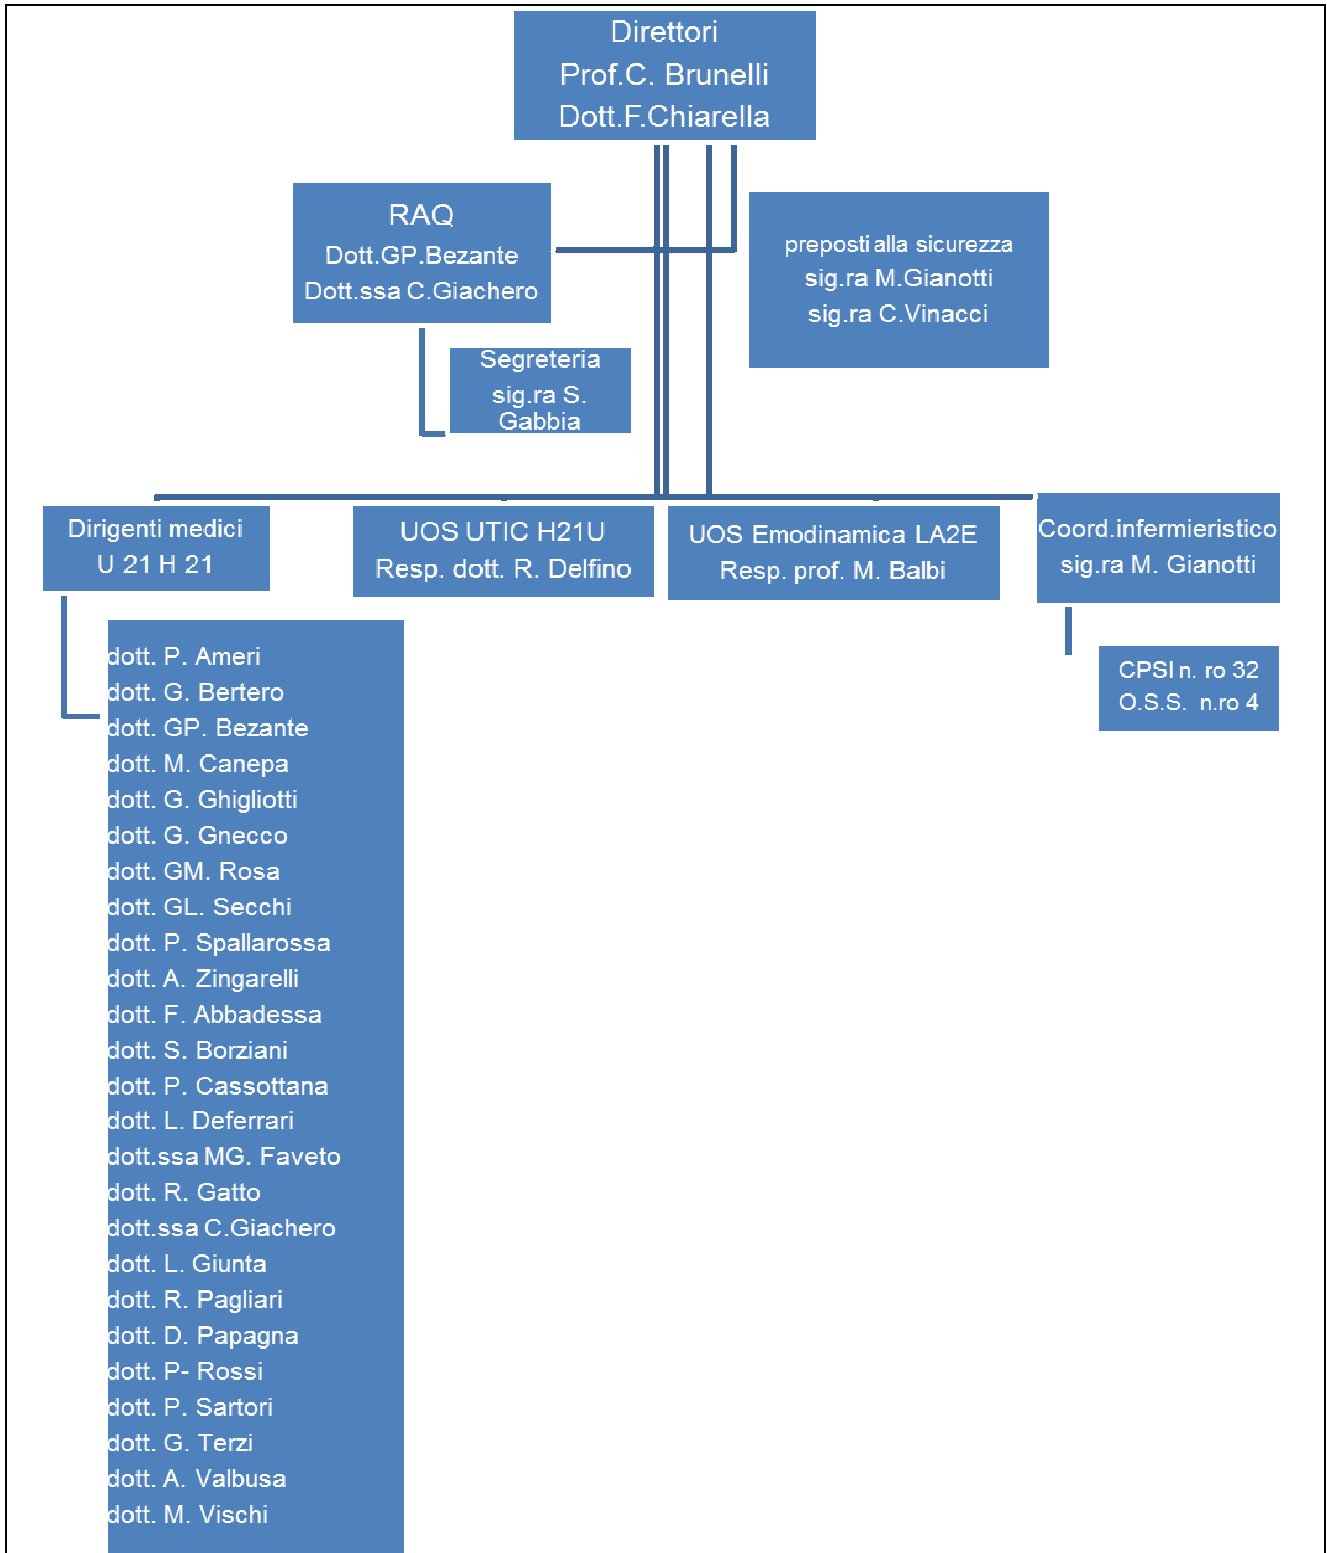 Direttori
Prof.C. Brunelli
Dott.F.Chiarella
RAQ
Dott.GP.Bezante
Dott.ssa C.Giachero
preposti alla sicurezza
sig.ra M.Gianotti
sig.ra C.Vinacci
Segreteria
sig.ra S.
Gabbia
Dirigenti medici
U 21 H 21
UOS UTIC H21U
Resp. dott. R. Delfino
UOS Emodinamica LA2E
Resp. prof. M. Balbi
Coord.infermieristico
sig.ra M. Gianotti
CPSI n. ro 32
O.S.S. n.ro 4
dott. P. Ameri
dott. G. Bertero
dott. GP. Bezante
dott. M. Canepa
dott. G. Ghigliotti
dott. G. Gnecco
dott. GM. Rosa
dott. GL. Secchi
dott. P. Spallarossa
dott. A. Zingarelli
dott. F. Abbadessa
dott. S. Borziani
dott. P. Cassottana
dott. L. Deferrari
dott.ssa MG. Faveto
dott. R. Gatto
dott.ssa C.Giachero
dott. L. Giunta
dott. R. Pagliari
dott. D. Papagna
dott. P- Rossi
dott. P. Sartori
dott. G. Terzi
dott. A. Valbusa
dott. M. Vischi